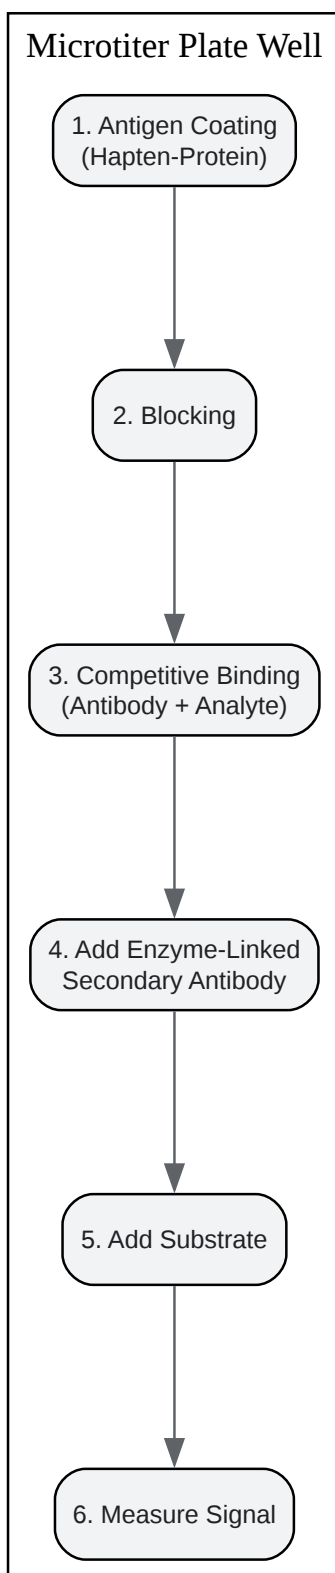 Microtiter Plate Well
1. Antigen Coating
(Hapten-Protein)
2. Blocking
3. Competitive Binding
(Antibody + Analyte)
4. Add Enzyme-Linked
Secondary Antibody
5. Add Substrate
6. Measure Signal